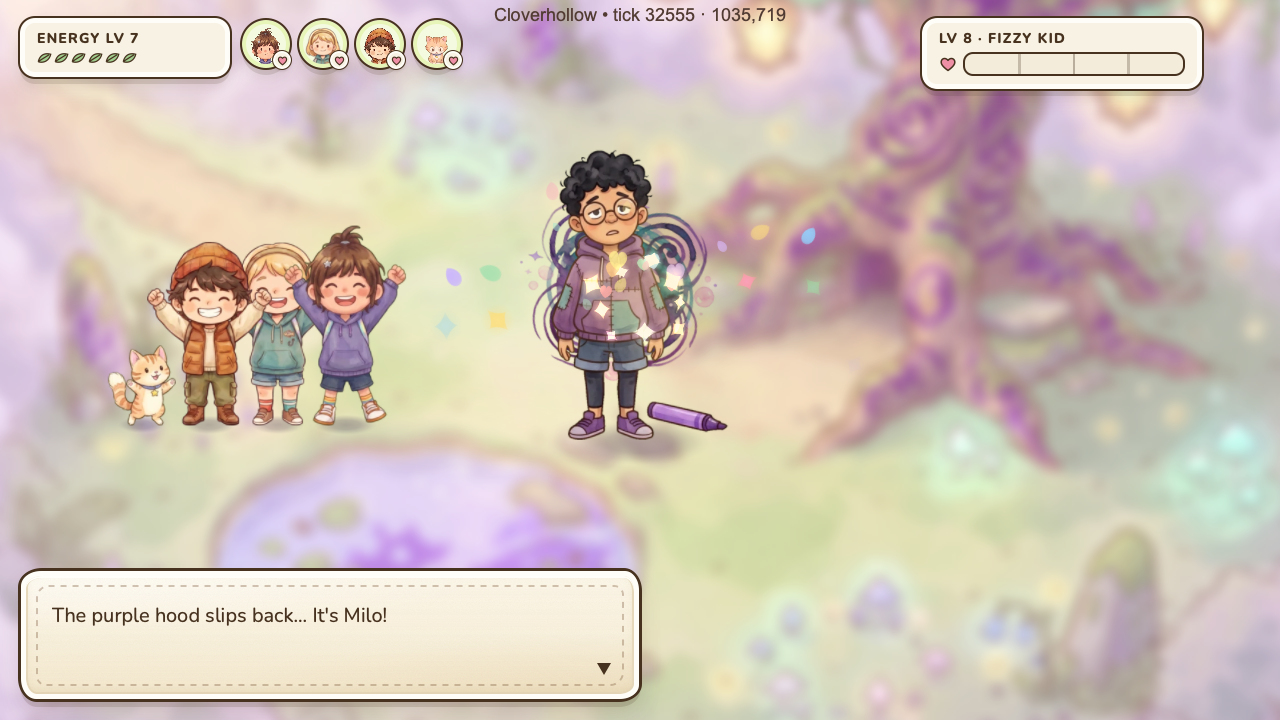 Cloverhollow • tick 32555 · 1035,719
ENERGY LV 7
LV 8 · FIZZY KID
The purple hood slips back... It's Milo!